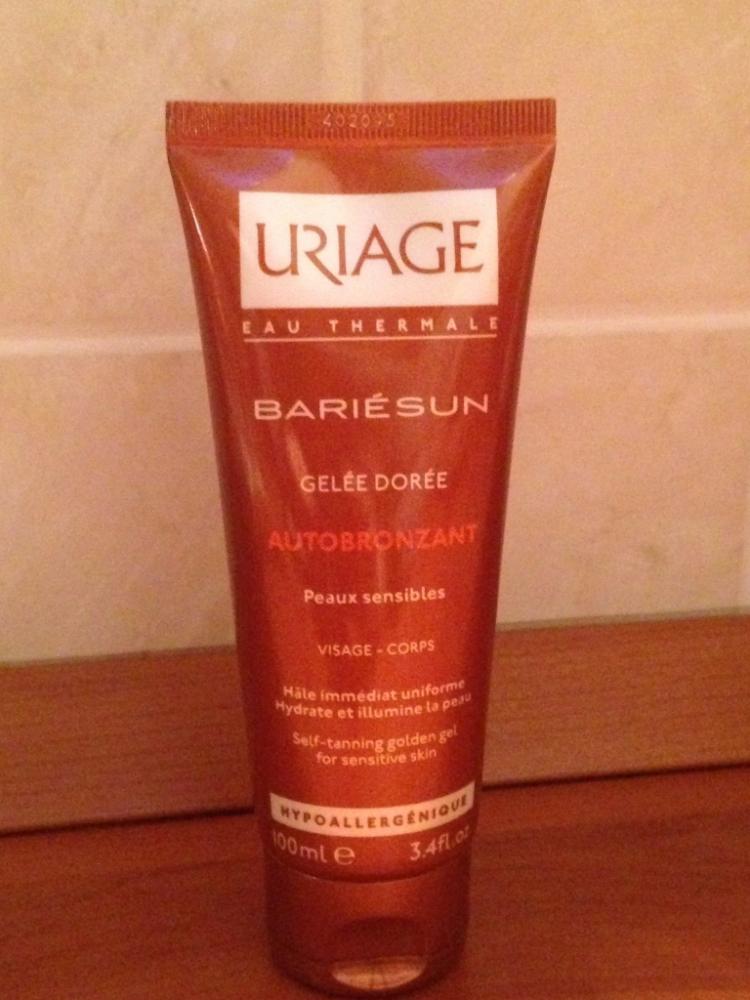 URIAGE
EAU THERMALE
BARIÉSUN
GELÉE DORÉE
AUTOBRONZANT
Peaux sensibles
VISAGE - CORPS
Hâle immédiat uniforme
Hydrate et illumine la peau
Self-tanning golden gel
for sensitive skin
HYPOALLERGÉNIQUE
100ml e 3.4fl.oz